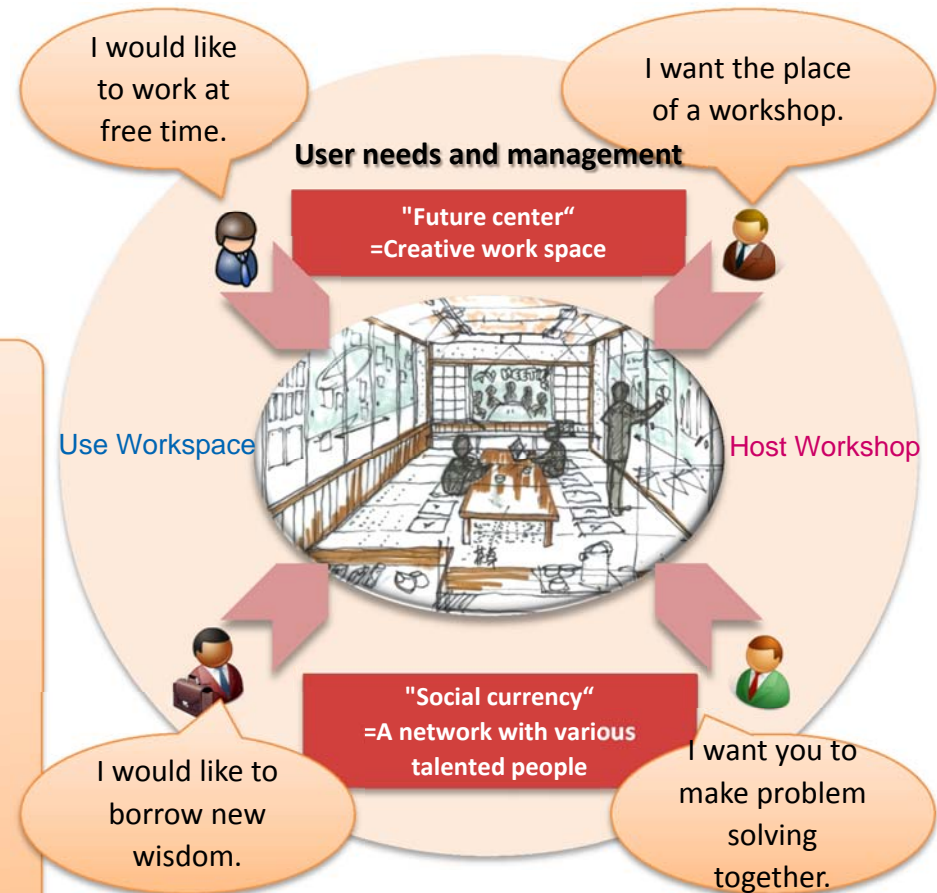 I would like
to work at
free time.
I want the place
of a workshop.
User needs and management
"Future center“
=Creative work space
Use Workspace
Host Workshop
"Social currency“
=A network with various
talented people
I would like to
borrow new
wisdom.
I want you to
make problem
solving
together.